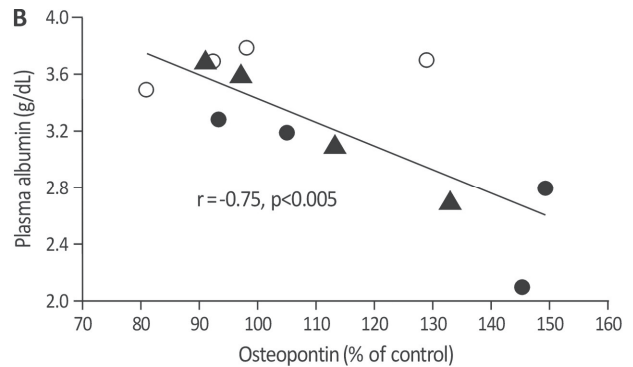 B
4.0
3.6
3.2
2.8
2.4
2.0
Plasma albumin (g/dL)
r=-0.75, p<0.005
70 80 90 100 110 120 130 140 150 160
Osteopontin (% of control)